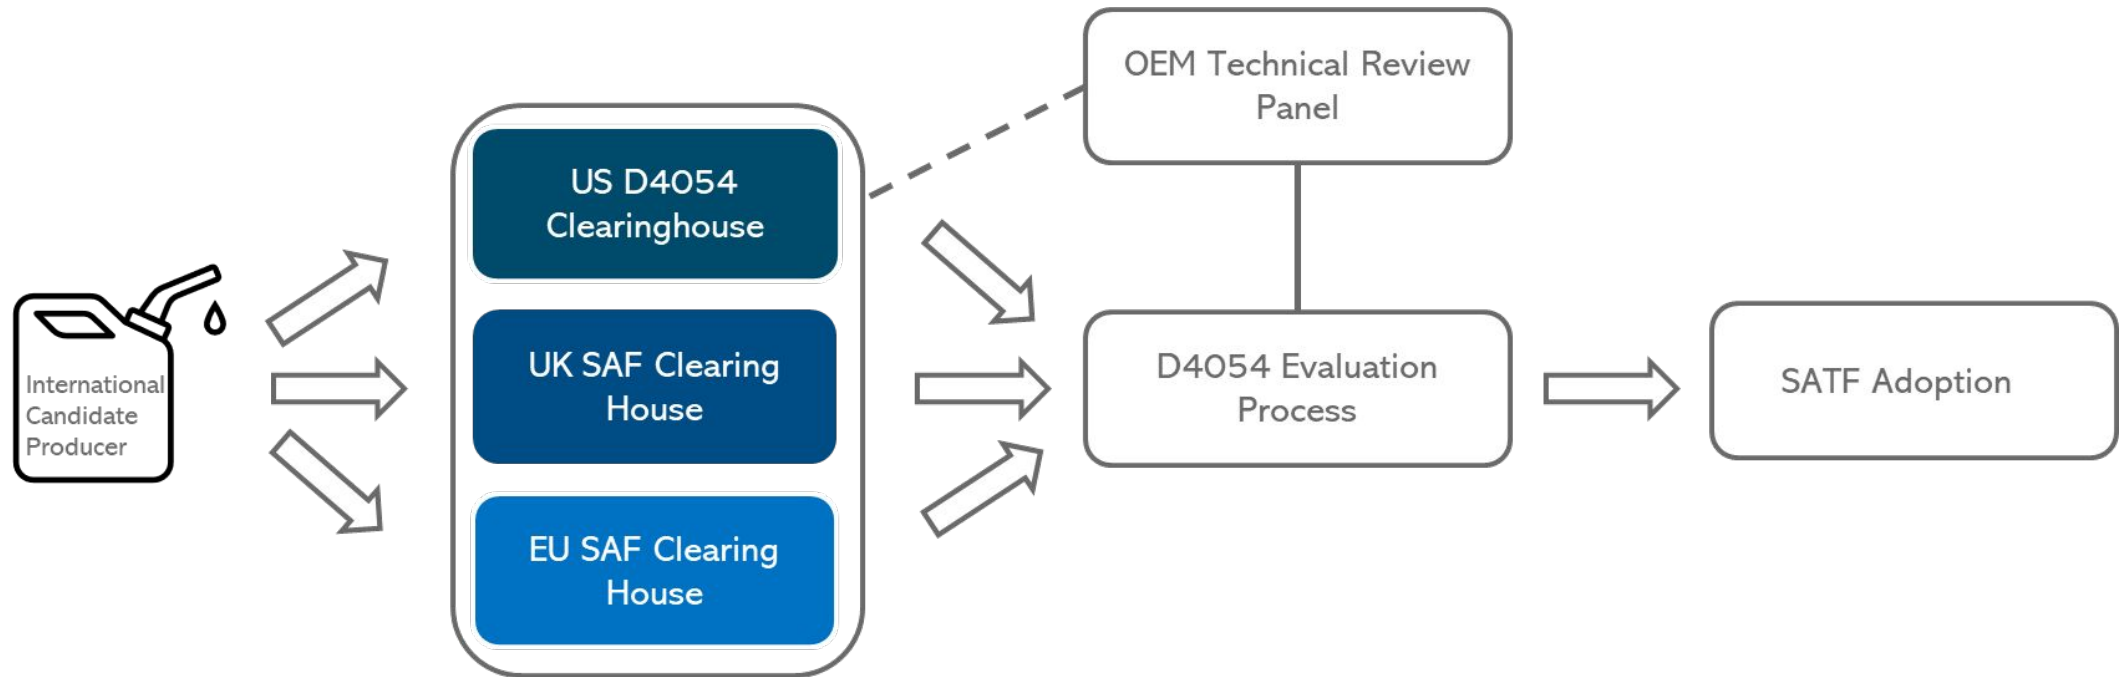 International
Candidate
Producer
US D4054
Clearinghouse
UK SAF Clearing
House
EU SAF Clearing
House
OEM Technical Review
Panel
D4054 Evaluation
Process
SATF Adoption